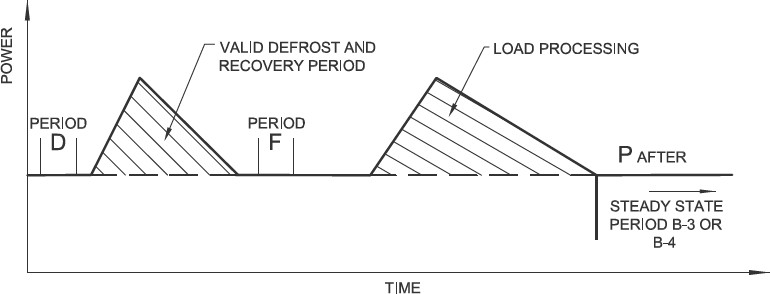 POWER
VALID DEFROST AND
RECOVERY PERIOD
LOAD PROCESSING
PERIOD
D
PERIOD
F
P AFTER
STEADY STATE
PERIOD B-3 OR
B-4
TIME